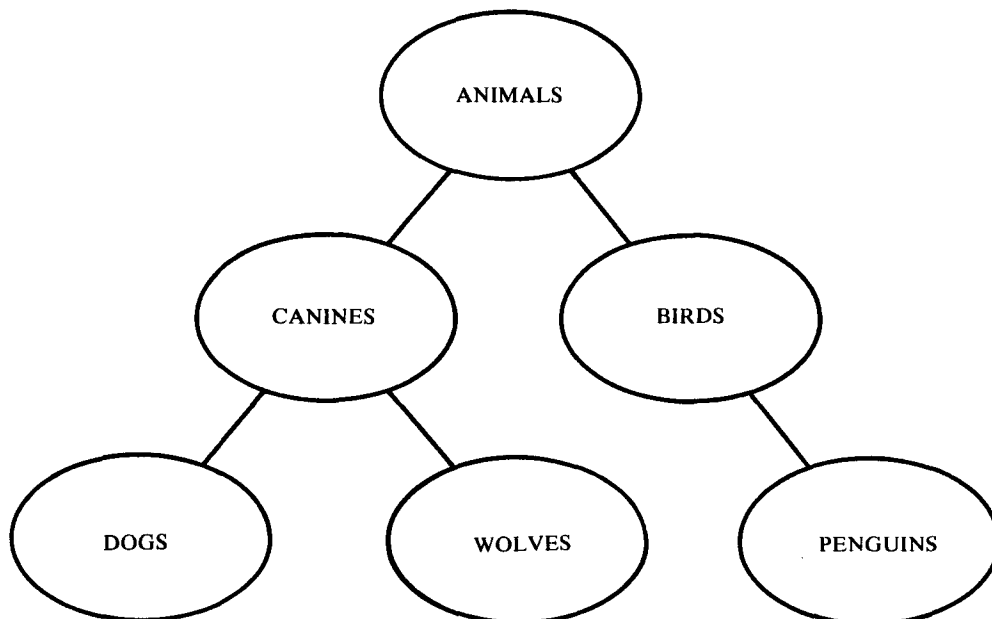 ANIMALS
CANINES
BIRDS
DOGS
WOLVES
PENGUINS